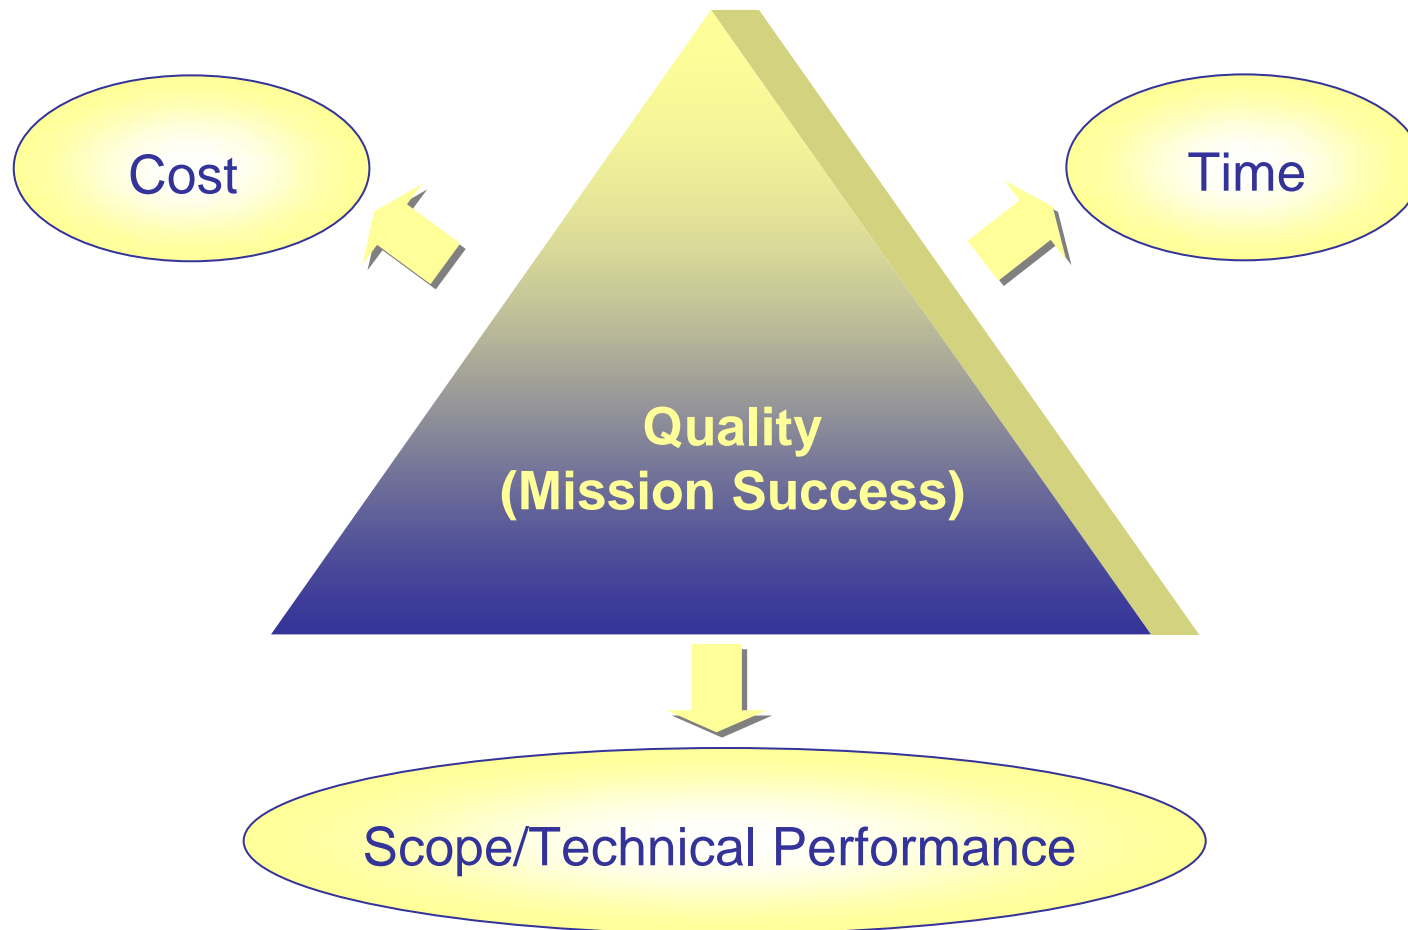 Cost
Time
Quality
(Mission Success)
Scope/Technical Performance